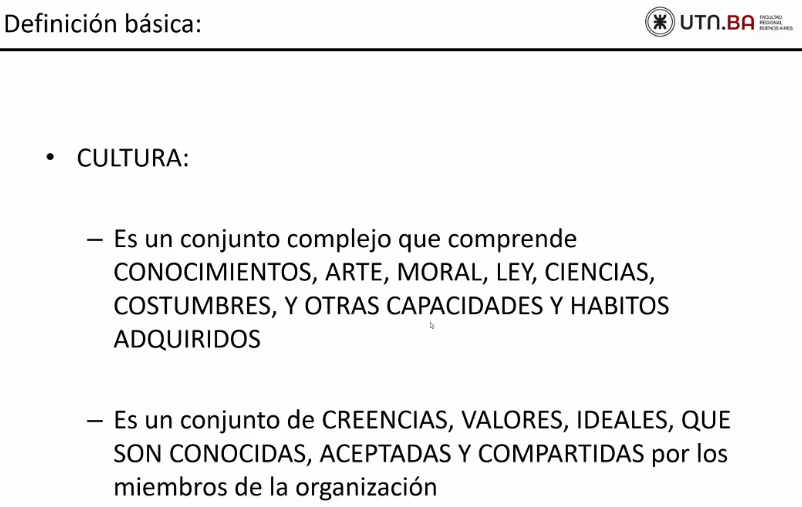 Definición básica:
UTN.BA
FACULTAD
REGIONAL
BUENOS AIRES
• CULTURA:
– Es un conjunto complejo que comprende
CONOCIMIENTOS, ARTE, MORAL, LEY, CIENCIAS,
COSTUMBRES, Y OTRAS CAPACIDADES Y HABITOS
ADQUIRIDOS
– Es un conjunto de CREENCIAS, VALORES, IDEALES, QUE
SON CONOCIDAS, ACEPTADAS Y COMPARTIDAS por los
miembros de la organización